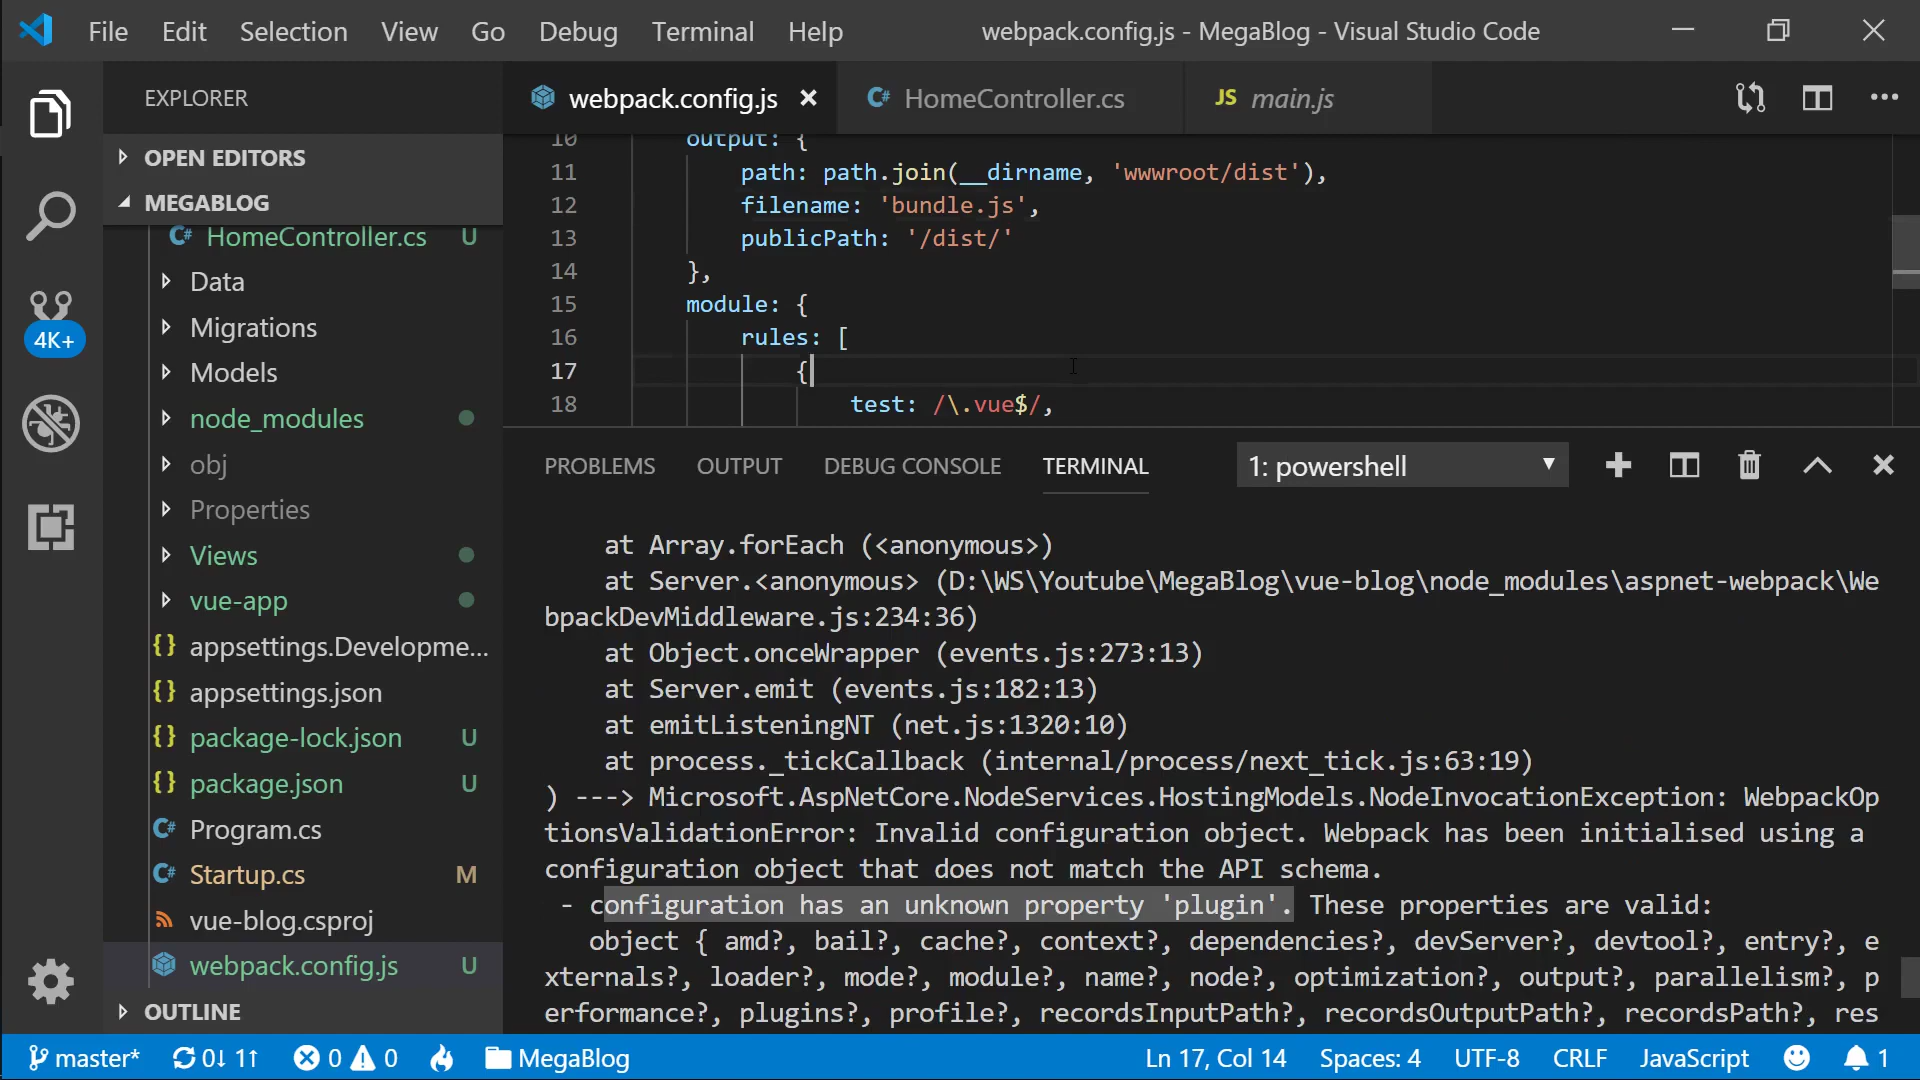 File Edit Selection View Go Debug Terminal Help webpack.config.js - MegaBlog - Visual Studio Code
EXPLORER
OPEN EDITORS
MEGABLOG
C# HomeController.cs U
Data
Migrations
Models
node_modules
obj
Properties
Views
vue-app
{} appsettings.Developme...
{} appsettings.json
{} package-lock.json U
{} package.json U
C# Program.cs
C# Startup.cs M
vue-blog.csproj
webpack.config.js U
OUTLINE
4K+
webpack.config.js × C# HomeController.cs JS main.js
10 output: {
11 path: path.join(__dirname, 'wwwroot/dist'),
12 filename: 'bundle.js',
13 publicPath: '/dist/'
14 },
15 module: {
16 rules: [
17 {
18 test: /\.vue$/,
PROBLEMS OUTPUT DEBUG CONSOLE TERMINAL 1: powershell
at Array.forEach (<anonymous>)
at Server.<anonymous> (D:\WS\Youtube\MegaBlog\vue-blog\node_modules\aspnet-webpack\We
bpackDevMiddleware.js:234:36)
at Object.onceWrapper (events.js:273:13)
at Server.emit (events.js:182:13)
at emitListeningNT (net.js:1320:10)
at process._tickCallback (internal/process/next_tick.js:63:19)
) ---> Microsoft.AspNetCore.NodeServices.HostingModels.NodeInvocationException: WebpackOp
tionsValidationError: Invalid configuration object. Webpack has been initialised using a
configuration object that does not match the API schema.
- configuration has an unknown property 'plugin'. These properties are valid:
object { amd?, bail?, cache?, context?, dependencies?, devServer?, devtool?, entry?, e
xternals?, loader?, mode?, module?, name?, node?, optimization?, output?, parallelism?, p
erformance?, plugins?, profile?, recordsInputPath?, recordsOutputPath?, recordsPath?, res
master* 0↓ 1↑ 0 0 MegaBlog Ln 17, Col 14 Spaces: 4 UTF-8 CRLF JavaScript 1